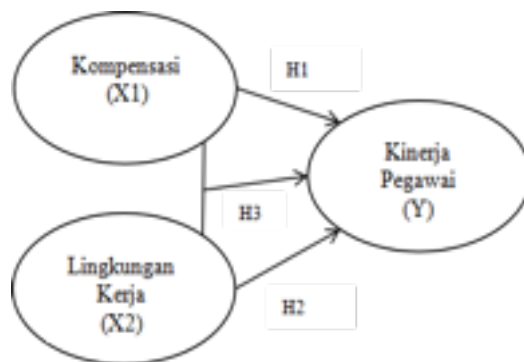 Kompensasi
(X1)
H1
Kinerja
Pegawai
(Y)
H3
Lingkungan
Kerja
(X2)
H2